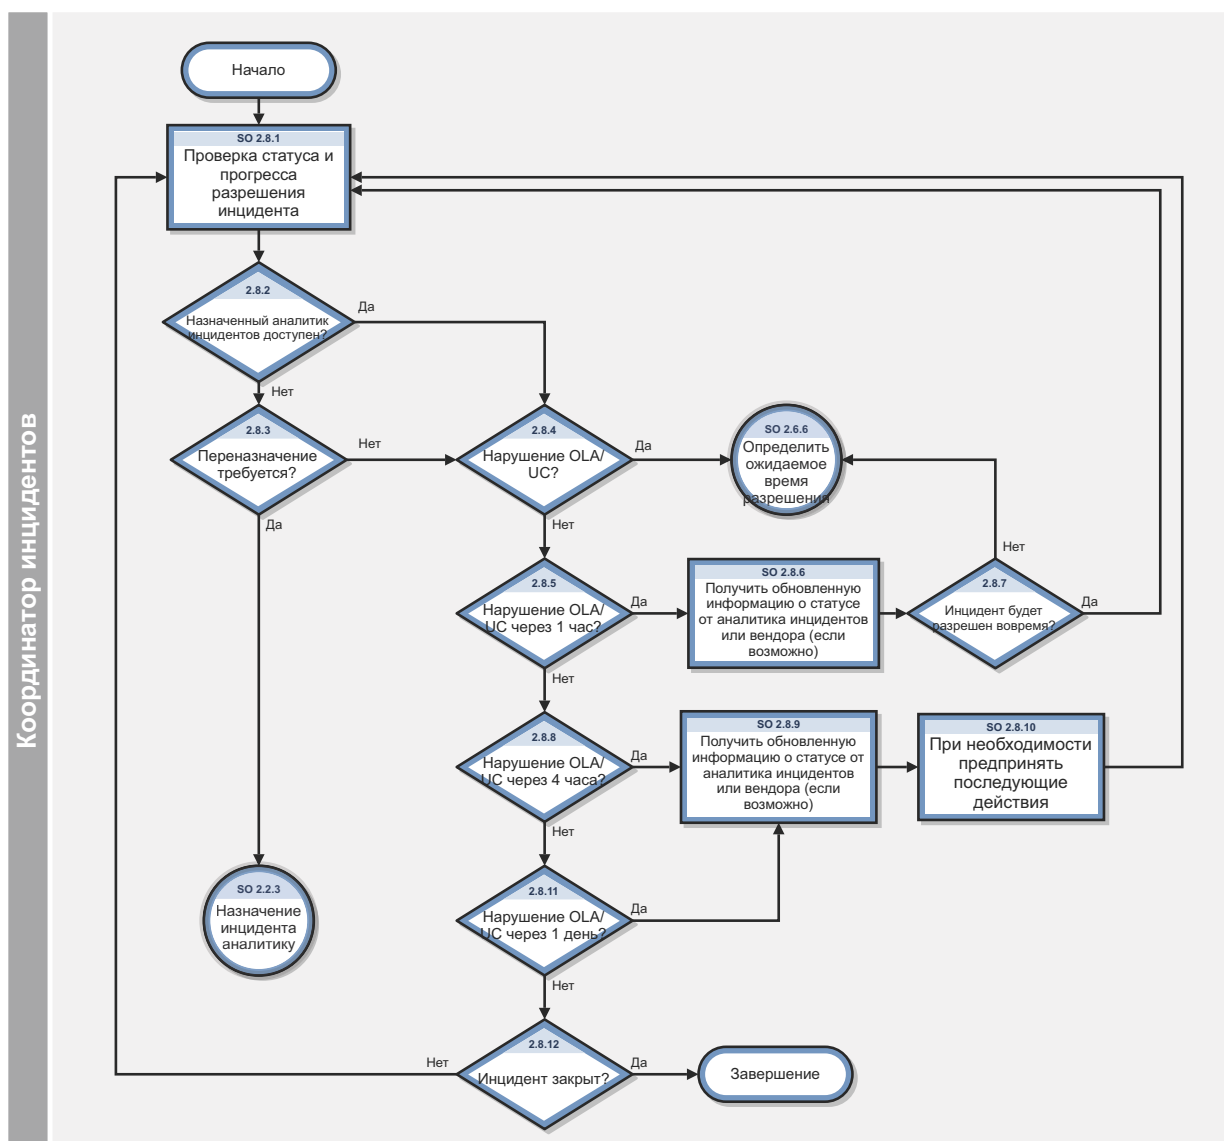 Координатор инцидентов
Начало
SO 2.8.1
Проверка статуса и
прогресса
разрешения
инцидента
2.8.2
Назначенный аналитик
инцидентов доступен?
Да
Нет
2.8.3
Переназначение
требуется?
Нет
Да
2.8.4
Нарушение OLA/
UC?
Да
Нет
SO 2.6.6
Определить
ожидаемое
время
разрешения
2.8.5
Нарушение OLA/
UC через 1 час?
Да
Нет
SO 2.8.6
Получить обновленную
информацию о статусе
от аналитика инцидентов
или вендора (если
возможно)
2.8.7
Инцидент будет
разрешен вовремя?
Нет
Да
2.8.8
Нарушение OLA/
UC через 4 часа?
Да
Нет
SO 2.8.9
Получить обновленную
информацию о статусе от
аналитика инцидентов
или вендора (если
возможно)
SO 2.8.10
При необходимости
предпринять
последующие
действия
SO 2.2.3
Назначение
инцидента
аналитику
2.8.11
Нарушение OLA/
UC через 1 день?
Да
Нет
2.8.12
Инцидент закрыт?
Нет
Да
Завершение